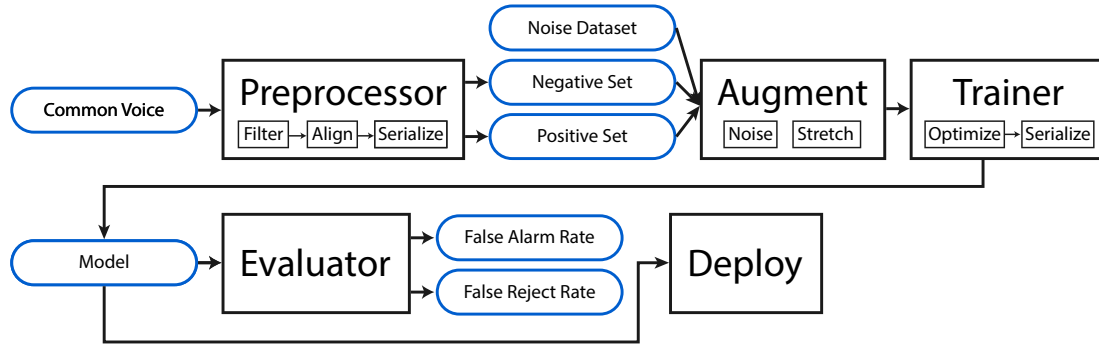 Noise Dataset
Common Voice
Preprocessor
Filter
Align
Serialize
Negative Set
Positive Set
Augment
Noise
Stretch
Trainer
Optimize
Serialize
Model
Evaluator
False Alarm Rate
False Reject Rate
Deploy